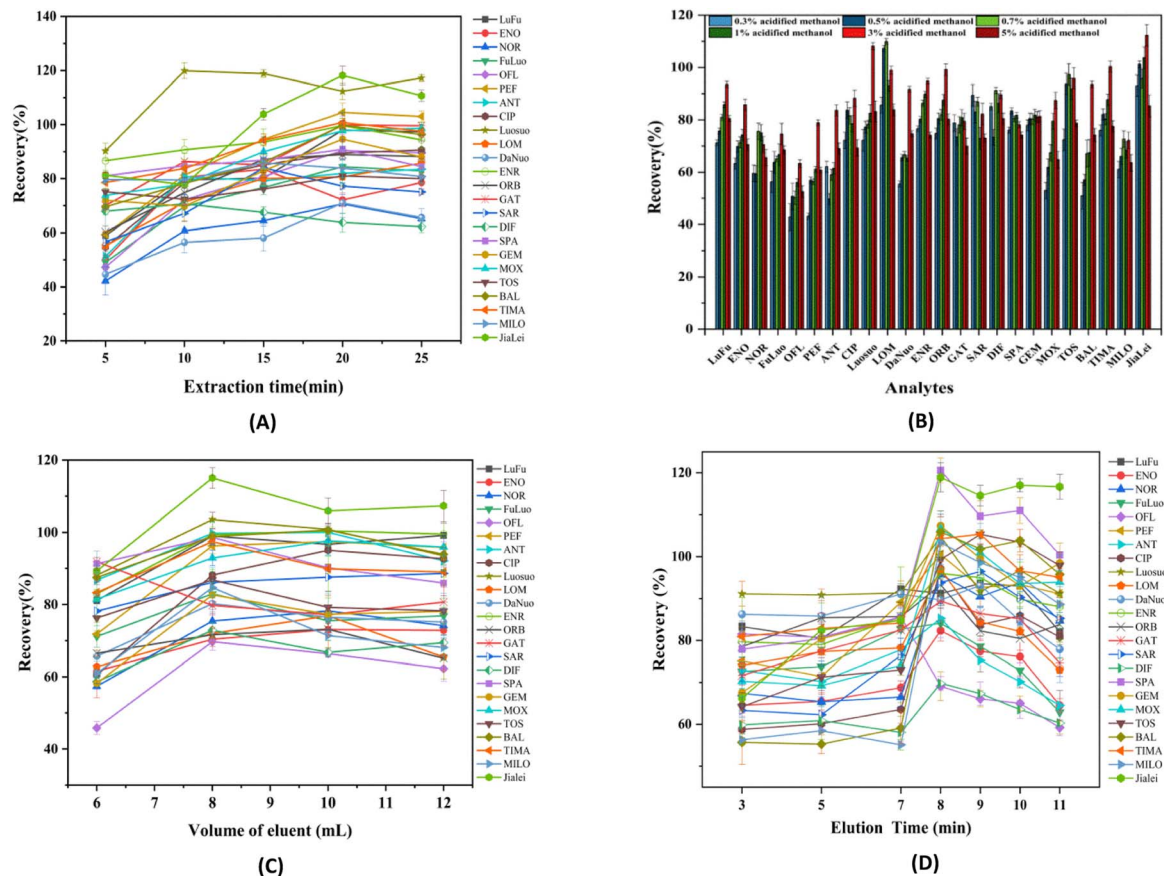 Recovery(%)
140
120
100
80
60
40
20
5
10
15
20
25
Extraction time(min)
LuFu
ENO
NOR
FuLuo
OFL
PEF
ANT
CIP
Luosuo
LOM
DaNuo
ENR
ORB
GAT
SAR
DIF
SPA
GEM
MOX
TOS
BAL
TIMA
MILO
JiaLei
(A)
0.3% acidified methanol 0.5% acidified methanol 0.7% acidified methanol
1% acidified methanol 3% acidified methanol 5% acidified methanol
Recovery(%)
120
100
80
60
40
20
0
LuFu
ENO
NOR
FuLuo
OFL
PEF
ANT
CIP
Luosuo
LOM
DaNuo
ENR
ORB
GAT
SAR
DIF
SPA
GEM
MOX
TOS
BAL
TIMA
MILO
JiaLei
Analytes
(B)
Recovery(%)
120
100
80
60
40
6
7
8
9
10
11
12
Volume of eluent (mL)
LuFu
ENO
NOR
FuLuo
OFL
PEF
ANT
CIP
Luosuo
LOM
DaNuo
ENR
ORB
GAT
SAR
DIF
SPA
GEM
MOX
TOS
BAL
TIMA
MILO
Jialei
(C)
Recovery (%)
120
100
80
60
3
5
7
8
9
10
11
Elution Time (min)
LuFu
ENO
NOR
FuLuo
OFL
PEF
ANT
CIP
Luosuo
LOM
DaNuo
ENR
ORB
GAT
SAR
DIF
SPA
GEM
MOX
TOS
BAL
TIMA
MILO
Jialei
(D)